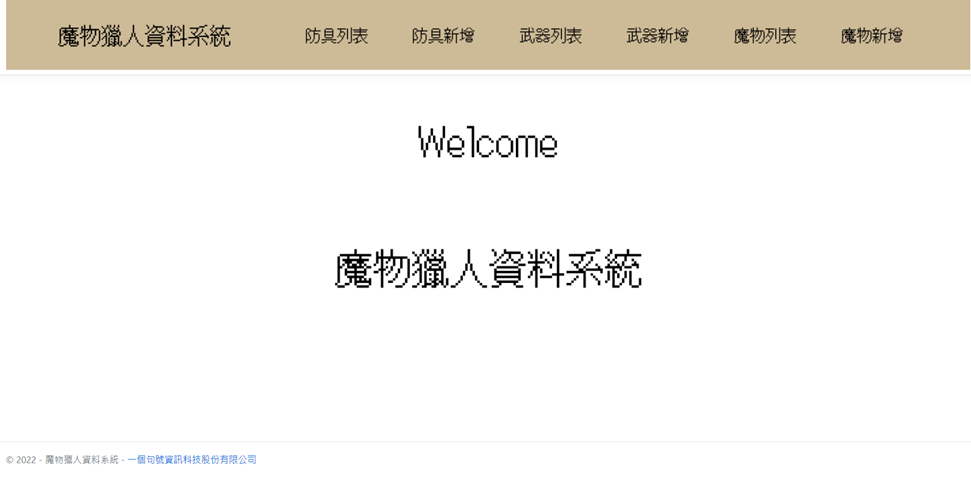 魔物獵人資料系統 防具列表 防具新增 武器列表 武器新增 魔物列表 魔物新增
Welcome
魔物獵人資料系統
© 2022 - 魔物獵人資料系統 - 一個句號資訊科技股份有限公司